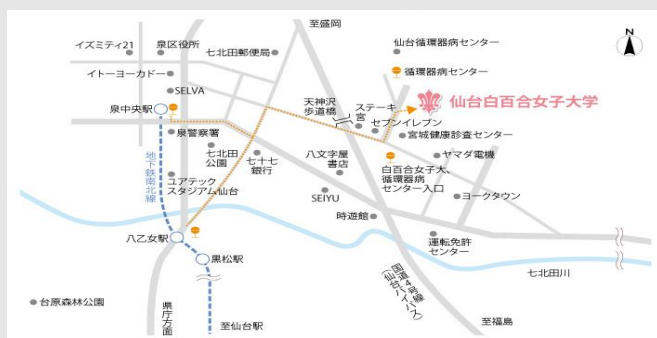 至盛岡
N
イズミティ21
泉区役所
七北田郵便局
仙台循環器病センター
イトーヨーカドー
循環器病センター
SELVA
仙台白百合女子大学
泉中央駅
天神沢
歩道橋
ステーキ
宮
セブンイレブン
泉警察署
宮城健康診査センター
七北田
公園
七十七
銀行
八文字屋
書店
ヤマダ電機
白百合女子大、
循環器病
センター入口
地下鉄南北線
ユアテック
スタジアム仙台
SEIYU
ヨークタウン
時遊館
八乙女駅
運転免許
センター
黒松駅
七北田川
国道4号線
(仙台バイパス)
台原森林公園
県庁方面
至仙台駅
至福島